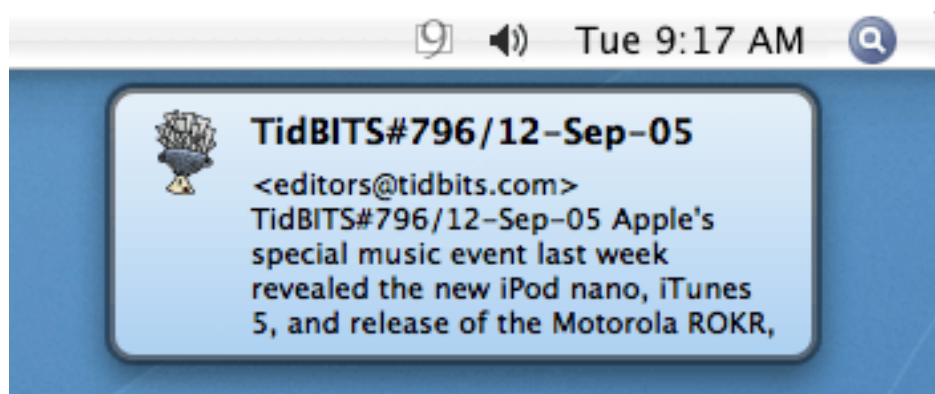 9 Tue 9:17 AM
TidBITS#796/12-Sep-05
<editors@tidbits.com>
TidBITS#796/12-Sep-05 Apple's
special music event last week
revealed the new iPod nano, iTunes
5, and release of the Motorola ROKR,